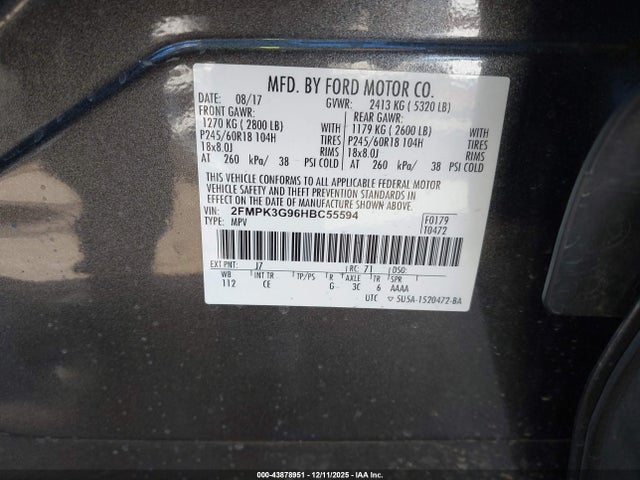 MFD. BY FORD MOTOR CO.
DATE: 08/17 GVWR: 2413 KG ( 5320 LB)
FRONT GAWR: REAR GAWR:
1270 KG ( 2800 LB) 1179 KG ( 2600 LB)
P245/60R18 104H TIRES P245/60R18 104H TIRES
18x8.0J RIMS 18x8.0J RIMS
AT 260 kPa/ 38 PSI COLD AT 260 kPa/ 38 PSI COLD
THIS VEHICLE CONFORMS TO ALL APPLICABLE FEDERAL MOTOR
VEHICLE SAFETY AND BUMPER, THEFT PREVENTION STANDARDS
IN EFFECT ON THE DATE OF MANUFACTURE SHOWN ABOVE.
VIN: 2FMPK3G96HBC55594 F0179
TYPE: MPV T0472
EXT PNT: J7 RC: 71 DSO:
WB INT TR TP/PS R AXLE TR SPR
112 CE G 3C 6 AAAA
UTC ▽ 5U5A-1520472-BA
000-43878951 - 12/11/2025 - IAA Inc.